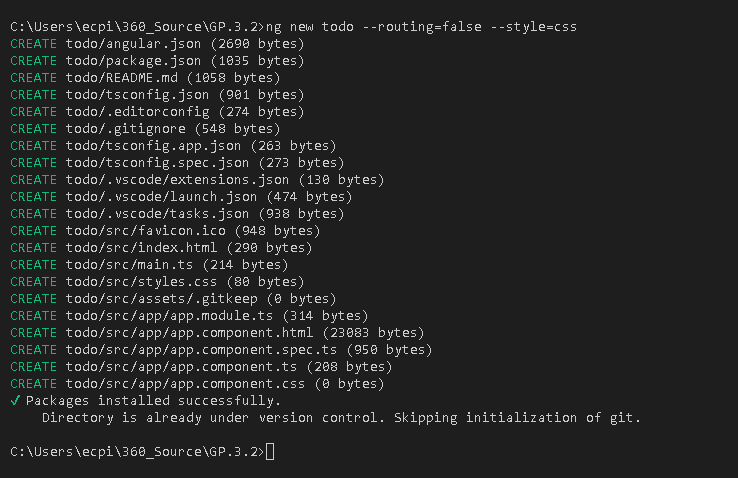 C:\Users\ecpi\360_Source\GP.3.2>ng new todo --routing=false --style=css
CREATE todo/angular.json (2690 bytes)
CREATE todo/package.json (1035 bytes)
CREATE todo/README.md (1058 bytes)
CREATE todo/tsconfig.json (901 bytes)
CREATE todo/.editorconfig (274 bytes)
CREATE todo/.gitignore (548 bytes)
CREATE todo/tsconfig.app.json (263 bytes)
CREATE todo/tsconfig.spec.json (273 bytes)
CREATE todo/.vscode/extensions.json (130 bytes)
CREATE todo/.vscode/launch.json (474 bytes)
CREATE todo/.vscode/tasks.json (938 bytes)
CREATE todo/src/favicon.ico (948 bytes)
CREATE todo/src/index.html (290 bytes)
CREATE todo/src/main.ts (214 bytes)
CREATE todo/src/styles.css (80 bytes)
CREATE todo/src/assets/.gitkeep (0 bytes)
CREATE todo/src/app/app.module.ts (314 bytes)
CREATE todo/src/app/app.component.html (23083 bytes)
CREATE todo/src/app/app.component.spec.ts (950 bytes)
CREATE todo/src/app/app.component.ts (208 bytes)
CREATE todo/src/app/app.component.css (0 bytes)
✓ Packages installed successfully.
Directory is already under version control. Skipping initialization of git.
C:\Users\ecpi\360_Source\GP.3.2>